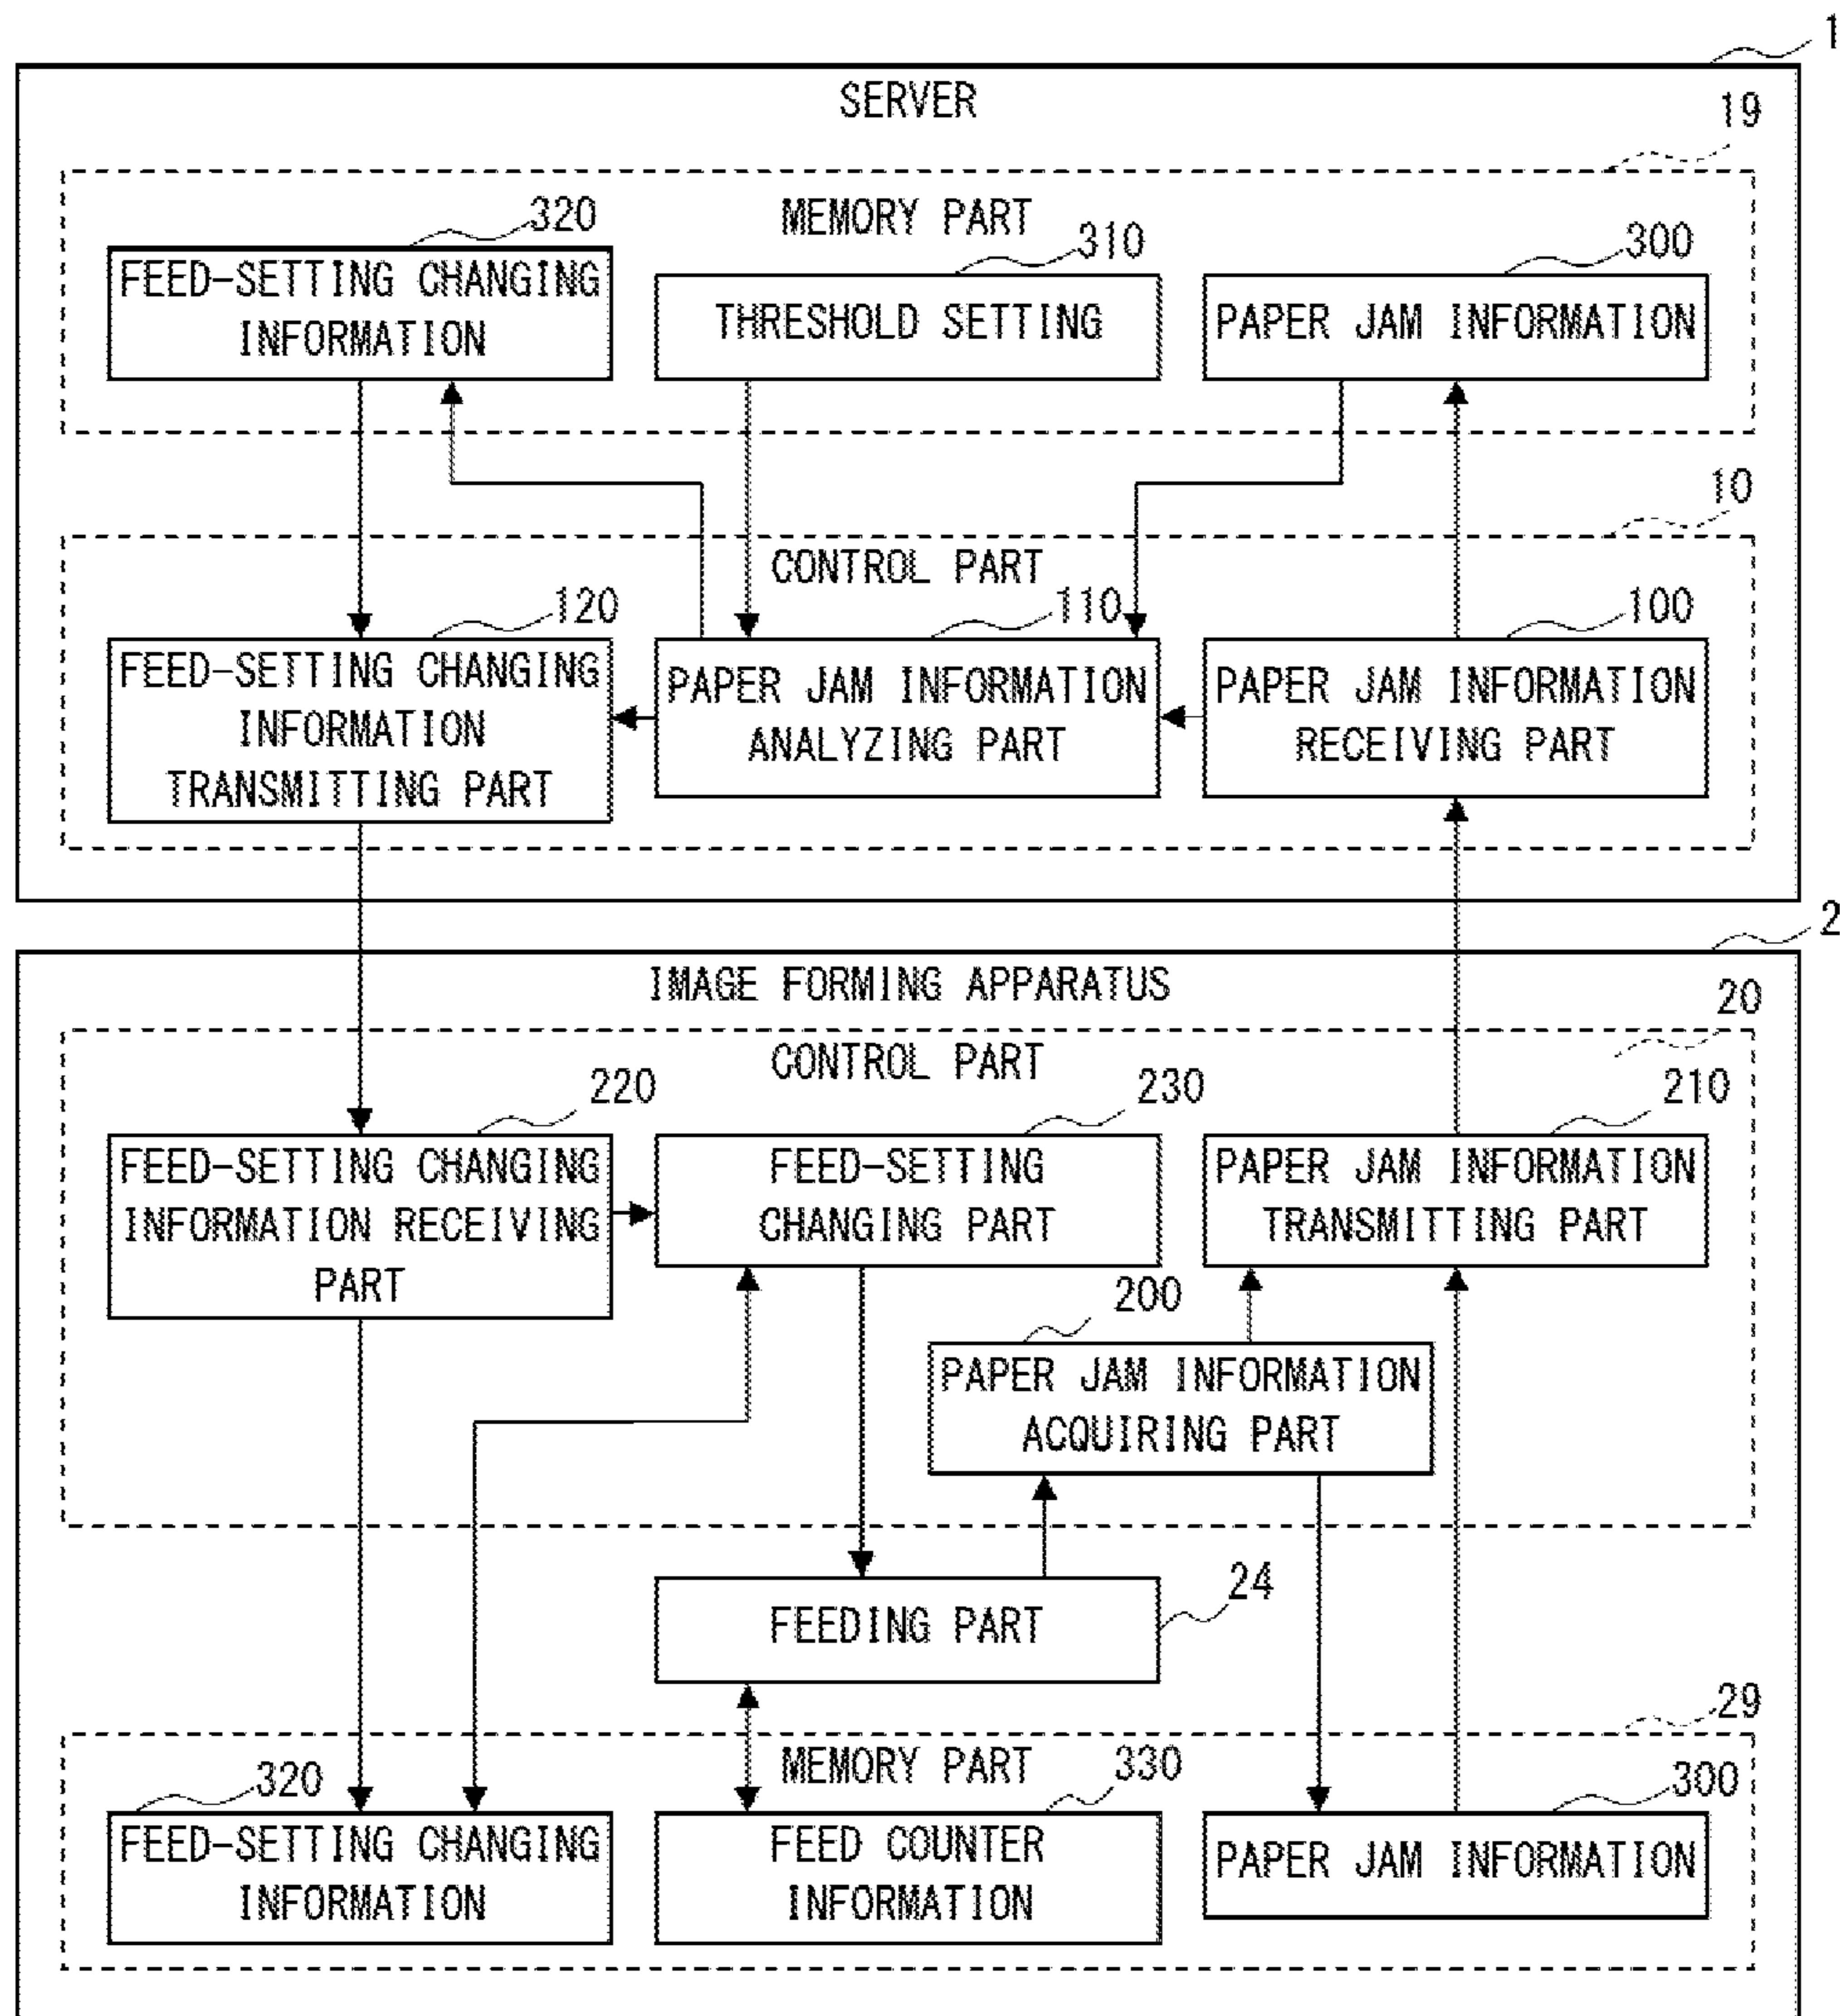 1
SERVER
19
MEMORY PART
320
310
300
FEED-SETTING CHANGING
INFORMATION
THRESHOLD SETTING
PAPER JAM INFORMATION
10
CONTROL PART
120
110
100
FEED-SETTING CHANGING
INFORMATION
TRANSMITTING PART
PAPER JAM INFORMATION
ANALYZING PART
PAPER JAM INFORMATION
RECEIVING PART
2
IMAGE FORMING APPARATUS
20
CONTROL PART
220
230
210
FEED-SETTING CHANGING
INFORMATION RECEIVING
PART
FEED-SETTING
CHANGING PART
PAPER JAM INFORMATION
TRANSMITTING PART
200
PAPER JAM INFORMATION
ACQUIRING PART
24
FEEDING PART
29
MEMORY PART
320
330
300
FEED-SETTING CHANGING
INFORMATION
FEED COUNTER
INFORMATION
PAPER JAM INFORMATION